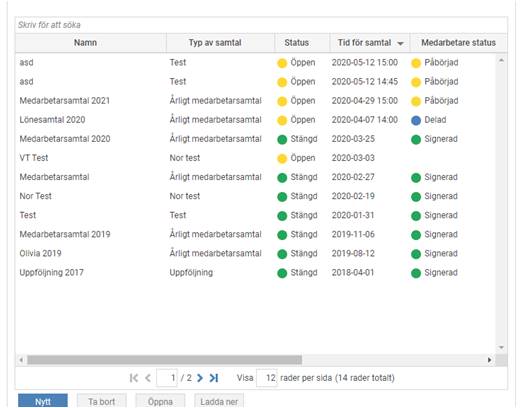 Skriv för att söka
Namn Typ av samtal Status Tid för samtal Medarbetare status
asd Test Öppen 2020-05-12 15:00 Påbörjad
asd Test Öppen 2020-05-12 14:45 Påbörjad
Medarbetarsamtal 2021 Årligt medarbetarsamtal Öppen 2020-04-29 15:00 Påbörjad
Lönesamtal 2020 Årligt medarbetarsamtal Öppen 2020-04-07 14:00 Delad
Medarbetarsamtal 2020 Årligt medarbetarsamtal Stängd 2020-03-25 Signerad
VT Test Nor test Öppen 2020-03-03
Medarbetarsamtal Årligt medarbetarsamtal Stängd 2020-02-27 Signerad
Nor Test Nor test Stängd 2020-02-19 Signerad
Test Test Stängd 2020-01-31 Signerad
Medarbetarsamtal 2019 Årligt medarbetarsamtal Stängd 2019-11-06 Signerad
Olivia 2019 Årligt medarbetarsamtal Stängd 2019-08-12 Signerad
Uppföljning 2017 Uppföljning Stängd 2018-04-01 Signerad
1 / 2 Visa 12 rader per sida (14 rader totalt)
Nytt Ta bort Öppna Ladda ner